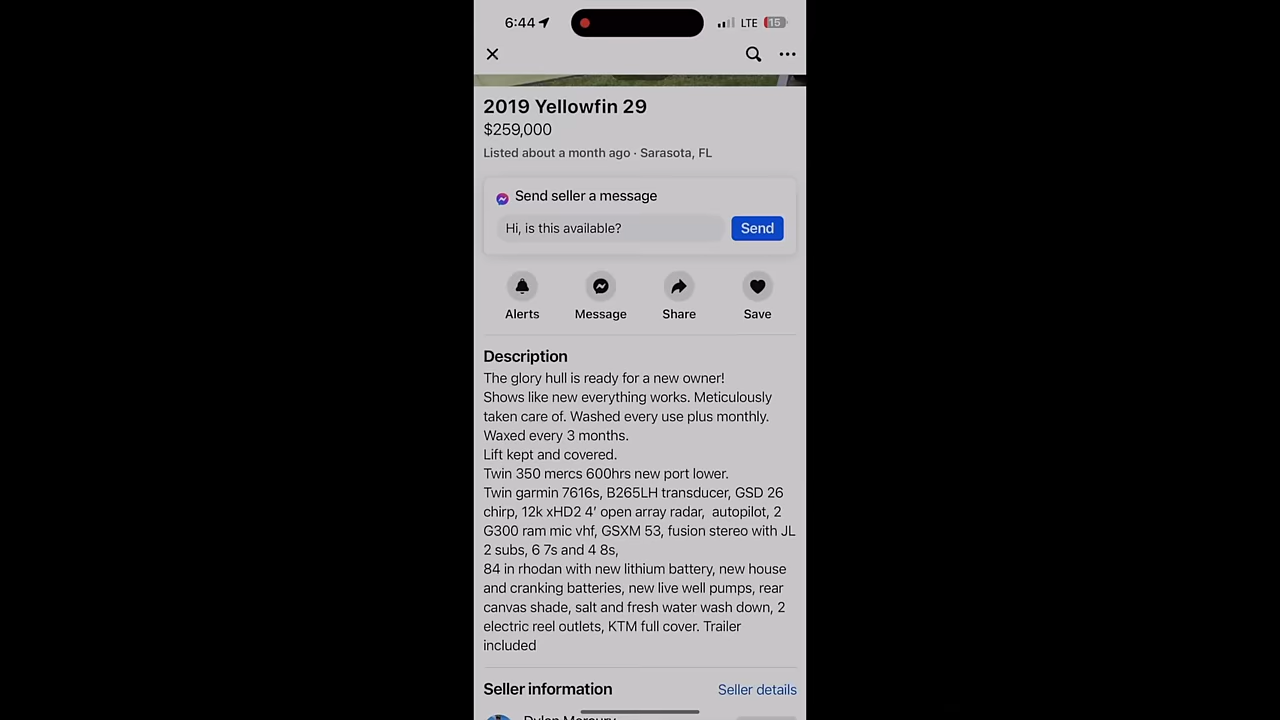 6:44
LTE
15
2019 Yellowfin 29
$259,000
Listed about a month ago · Sarasota, FL
Send seller a message
Hi, is this available?
Send
Alerts
Message
Share
Save
Description
The glory hull is ready for a new owner!
Shows like new everything works. Meticulously
taken care of. Washed every use plus monthly.
Waxed every 3 months.
Lift kept and covered.
Twin 350 mercs 600hrs new port lower.
Twin garmin 7616s, B265LH transducer, GSD 26
chirp, 12k xHD2 4’ open array radar,  autopilot, 2
G300 ram mic vhf, GSXM 53, fusion stereo with JL
2 subs, 6 7s and 4 8s,
84 in rhodan with new lithium battery, new house
and cranking batteries, new live well pumps, rear
canvas shade, salt and fresh water wash down, 2
electric reel outlets, KTM full cover. Trailer
included
Seller information
Seller details